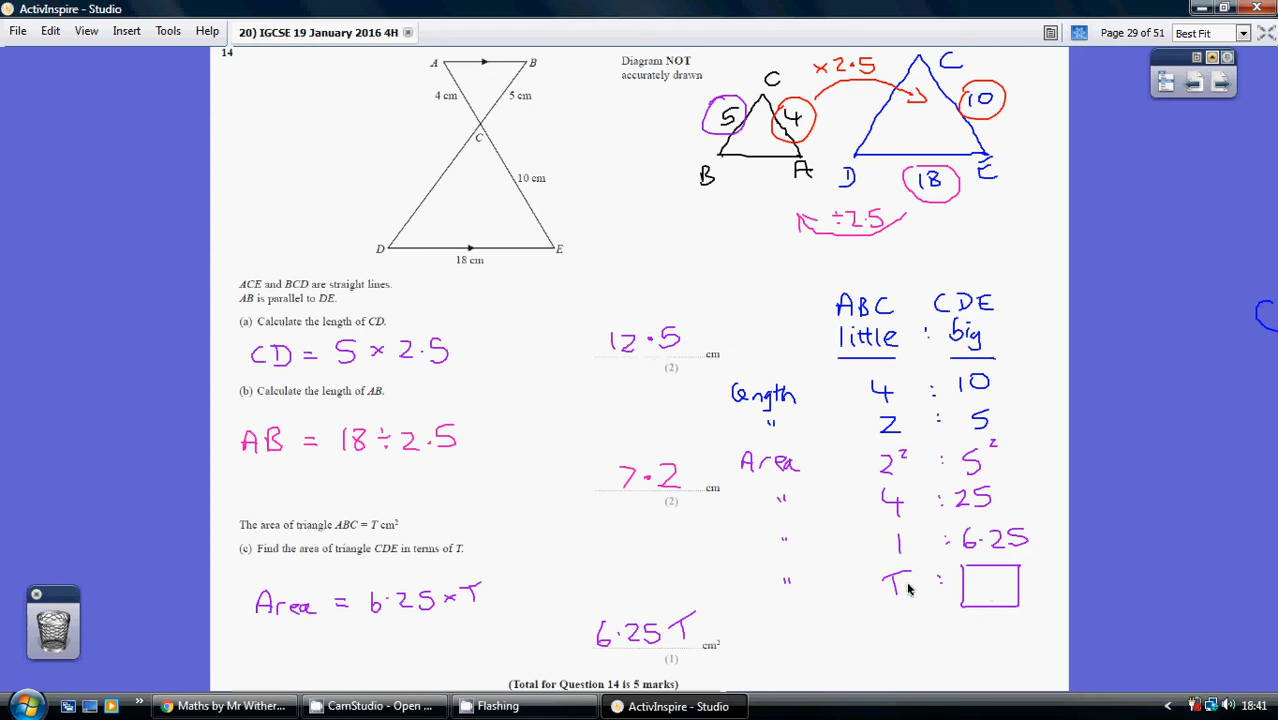 ActivInspire - Studio
File Edit View Insert Tools Help
20) IGCSE 19 January 2016 4H
Page 29 of 51
Best Fit
14
A B
4 cm 5 cm
C
10 cm
D E
18 cm
Diagram NOT
accurately drawn
C
5 4
B A
×2·5
C
10
D 18 E
÷2·5
ACE and BCD are straight lines.
AB is parallel to DE.
(a) Calculate the length of CD.
CD = 5 × 2·5
12·5 cm
(2)
(b) Calculate the length of AB.
AB = 18 ÷ 2·5
7·2 cm
(2)
The area of triangle ABC = T cm²
(c) Find the area of triangle CDE in terms of T.
Area = 6·25 × T
6·25 T cm²
(1)
(Total for Question 14 is 5 marks)
ABC CDE
little : big
length 4 : 10
" 2 : 5
Area 2² : 5²
" 4 : 25
" 1 : 6·25
" T :
Maths by Mr Wither...
CamStudio - Open ...
Flashing
ActivInspire - Studio
18:41